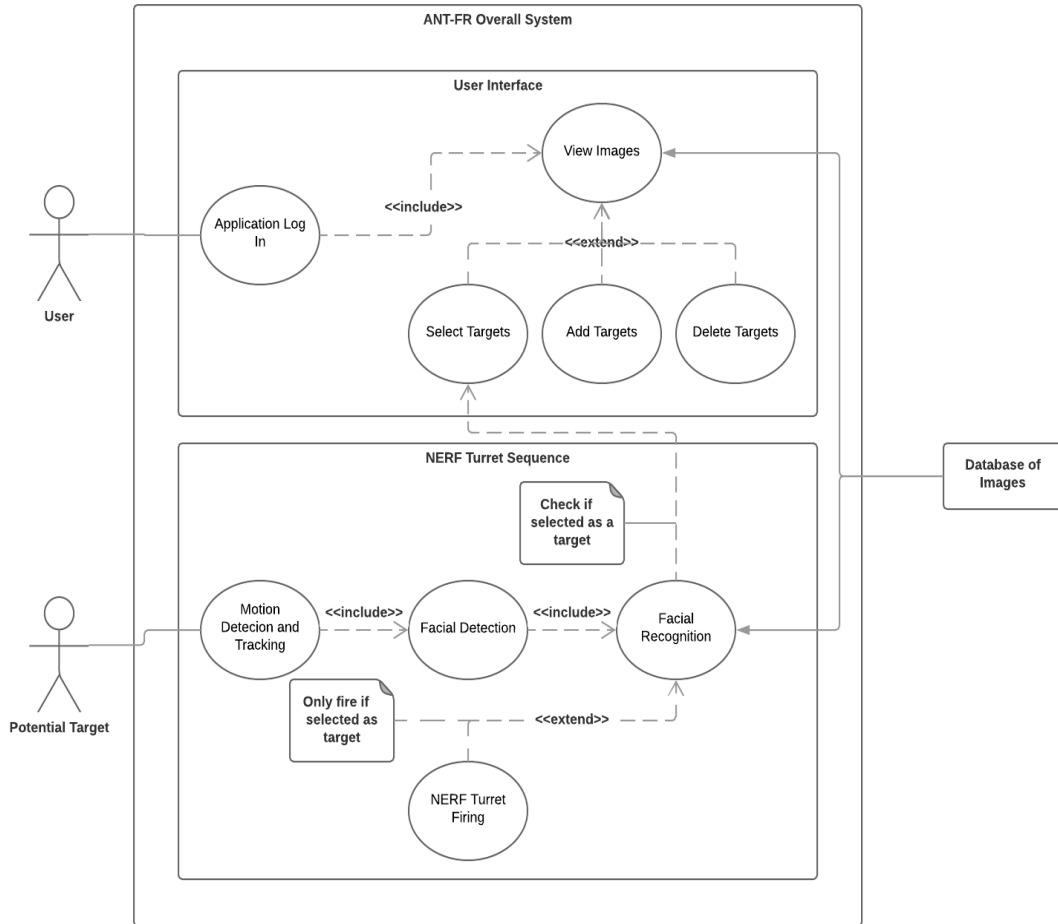 ANT-FR Overall System
User Interface
View Images
<<include>>
Application Log
In
<<extend>>
User
Select Targets
Add Targets
Delete Targets
NERF Turret Sequence
Database of
Images
Check if
selected as a
target
Motion
Detecion and
Tracking
<<include>>
Facial Detection
<<include>>
Facial
Recognition
Potential Target
Only fire if
selected as
target
<<extend>>
NERF Turret
Firing